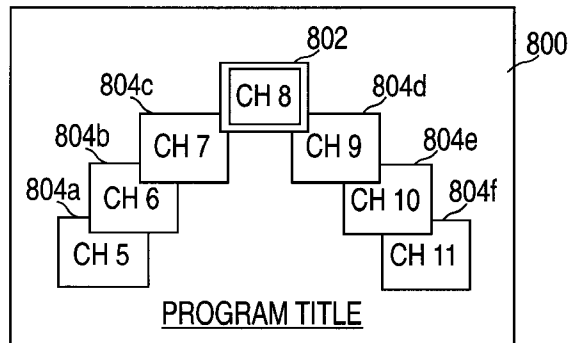 802
800
804c
804d
CH 8
804b
CH 7
CH 9
804e
804a
CH 6
CH 10
804f
CH 5
CH 11
PROGRAM TITLE